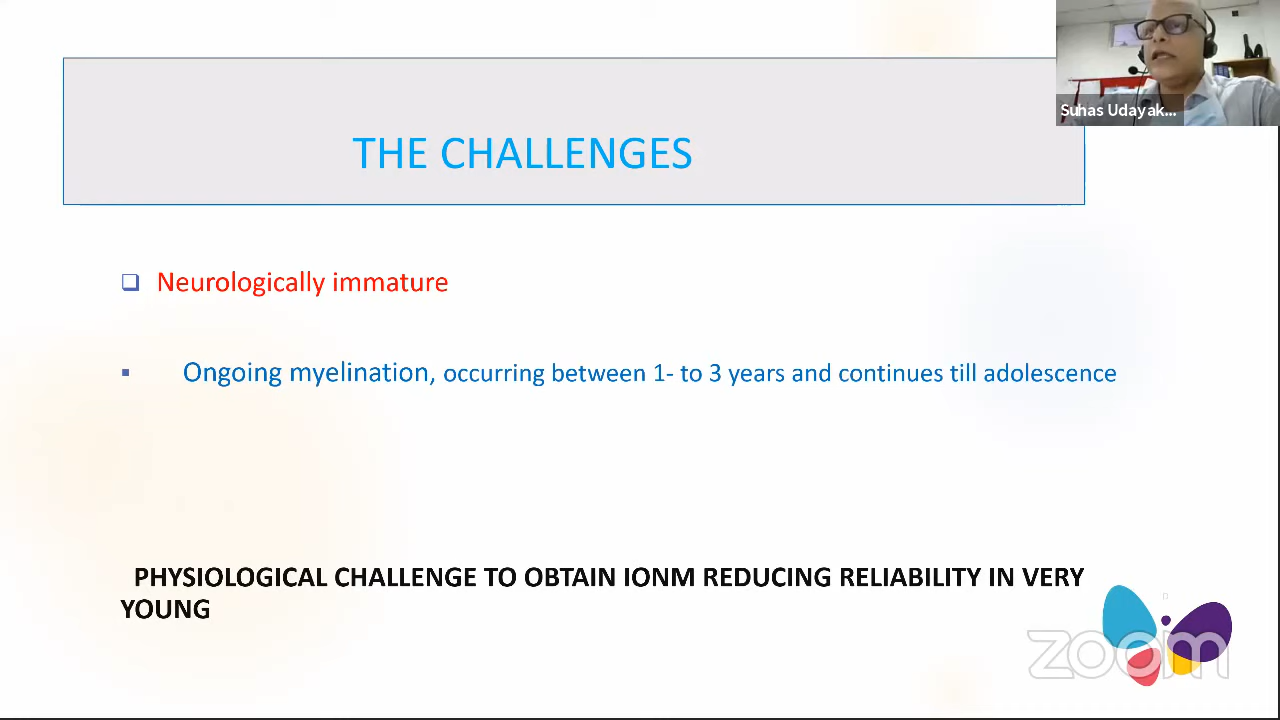 Suhas Udayak...
THE CHALLENGES
Neurologically immature
Ongoing myelination, occurring between 1- to 3 years and continues till adolescence
PHYSIOLOGICAL CHALLENGE TO OBTAIN IONM REDUCING RELIABILITY IN VERY
YOUNG
zoom